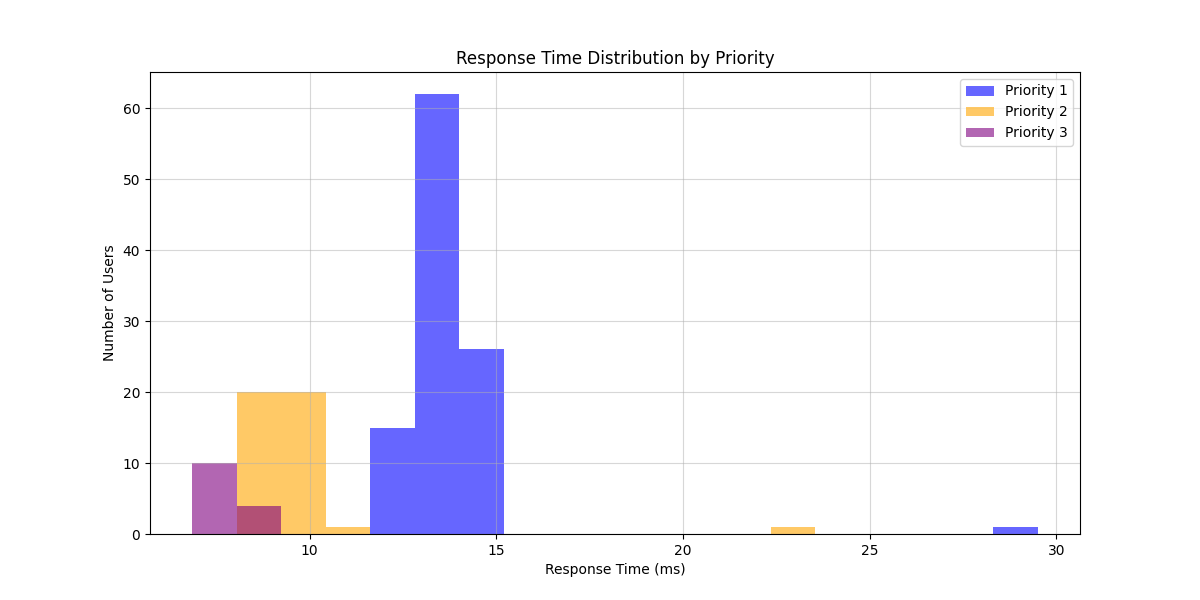 Response Time Distribution by Priority
Priority 1
Priority 2
Priority 3
Number of Users
60
50
40
30
20
10
0
10 15 20 25 30
Response Time (ms)